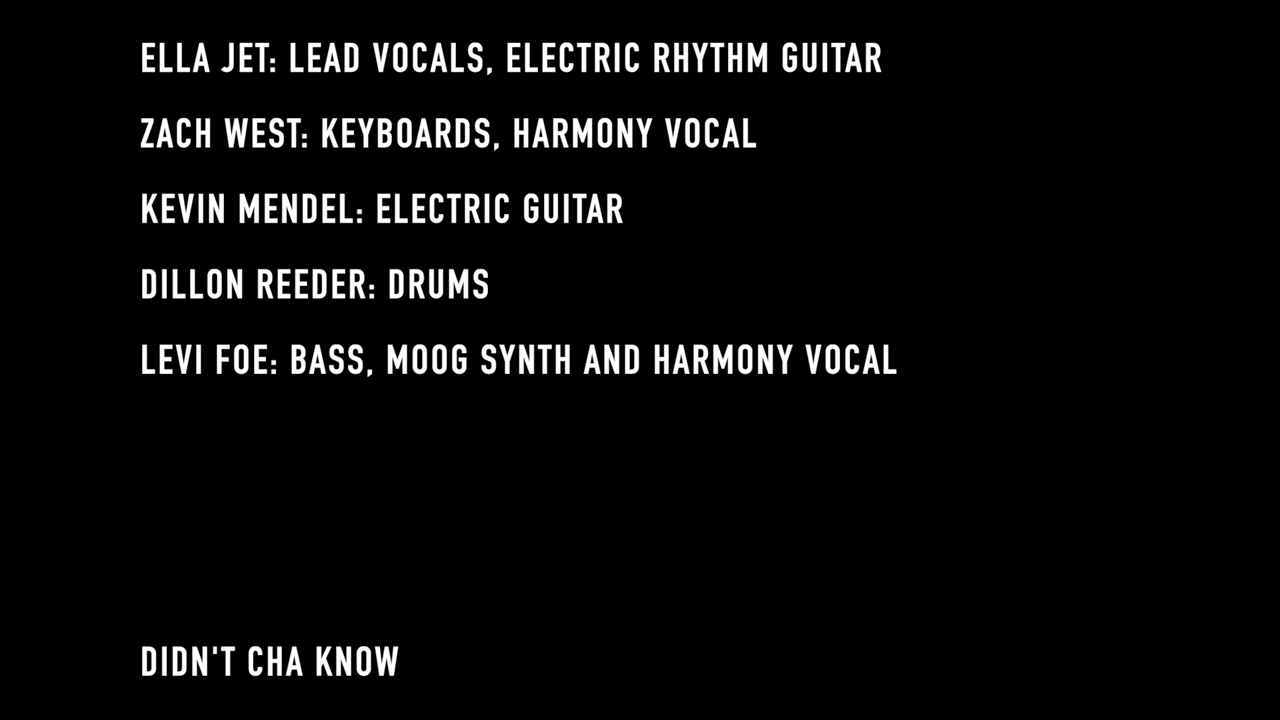 ELLA JET: LEAD VOCALS, ELECTRIC RHYTHM GUITAR
ZACH WEST: KEYBOARDS, HARMONY VOCAL
KEVIN MENDEL: ELECTRIC GUITAR
DILLON REEDER: DRUMS
LEVI FOE: BASS, MOOG SYNTH AND HARMONY VOCAL
DIDN'T CHA KNOW